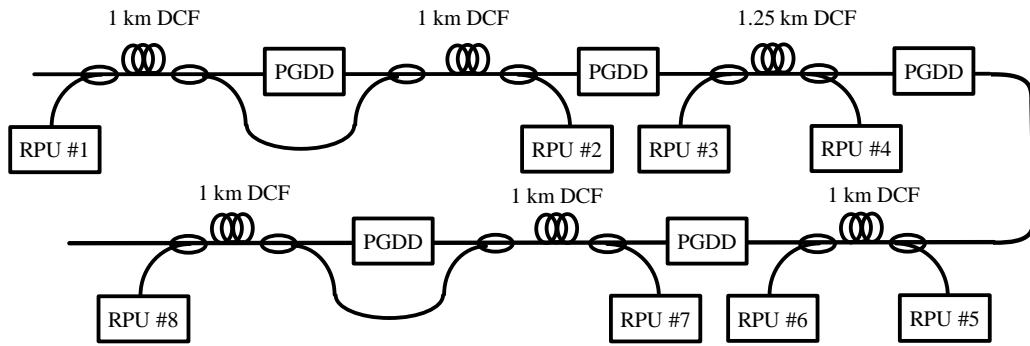 1 km DCF
1 km DCF
1.25 km DCF
PGDD
PGDD
PGDD
RPU #1
RPU #2
RPU #3
RPU #4
1 km DCF
1 km DCF
1 km DCF
PGDD
PGDD
RPU #8
RPU #7
RPU #6
RPU #5